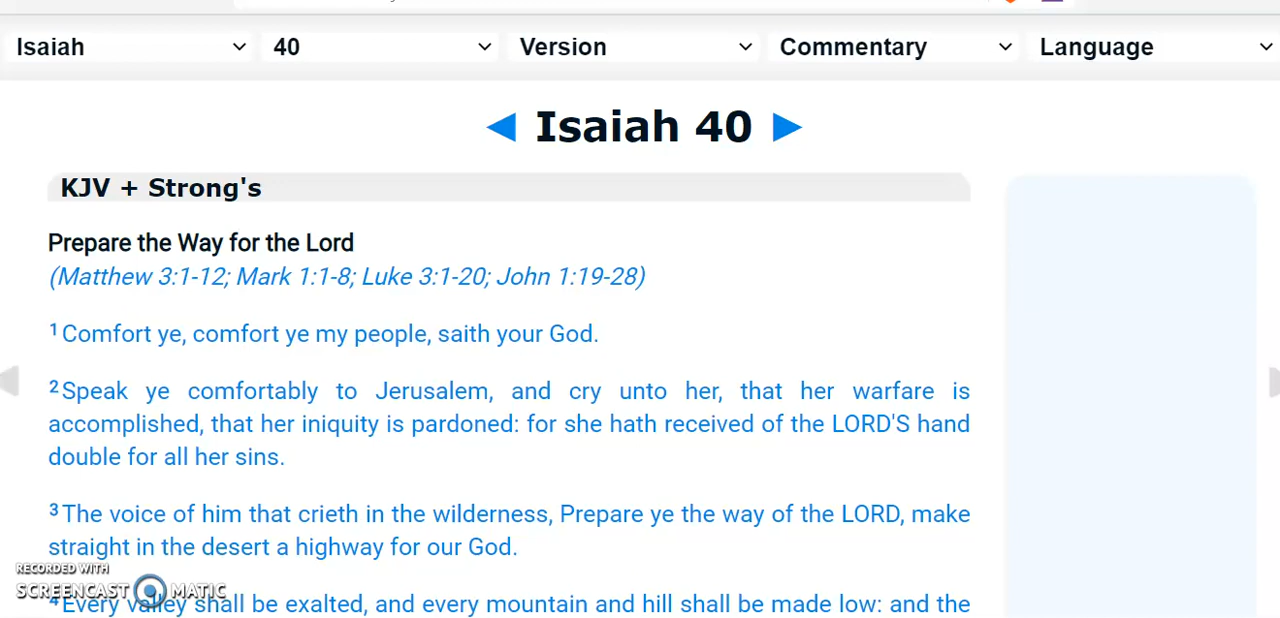 Isaiah 40 Version Commentary Language
Isaiah 40
KJV + Strong's
Prepare the Way for the Lord
(Matthew 3:1-12; Mark 1:1-8; Luke 3:1-20; John 1:19-28)
1 Comfort ye, comfort ye my people, saith your God.
2 Speak ye comfortably to Jerusalem, and cry unto her, that her warfare is
accomplished, that her iniquity is pardoned: for she hath received of the LORD'S hand
double for all her sins.
3 The voice of him that crieth in the wilderness, Prepare ye the way of the LORD, make
straight in the desert a highway for our God.
RECORDED WITH
SCREENCAST MATIC
4 Every valley shall be exalted, and every mountain and hill shall be made low: and the